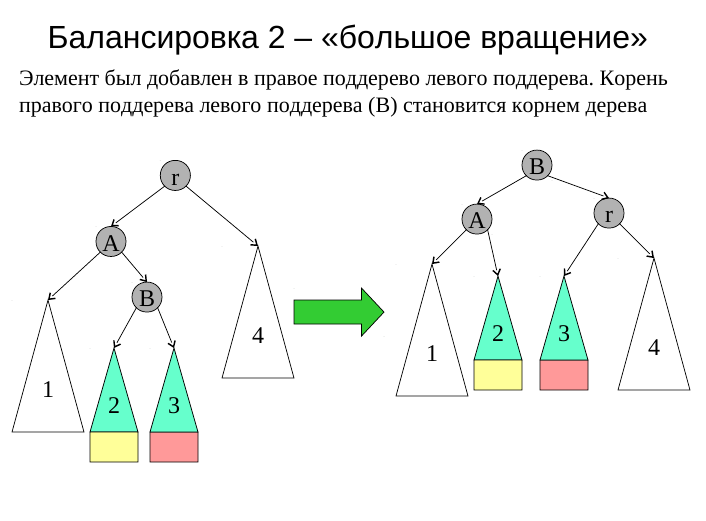 Балансировка 2 – «большое вращение»
Элемент был добавлен в правое поддерево левого поддерева. Корень
правого поддерева левого поддерева (B) становится корнем дерева
r
A
B
1
2
3
4
B
A
r
1
2
3
4